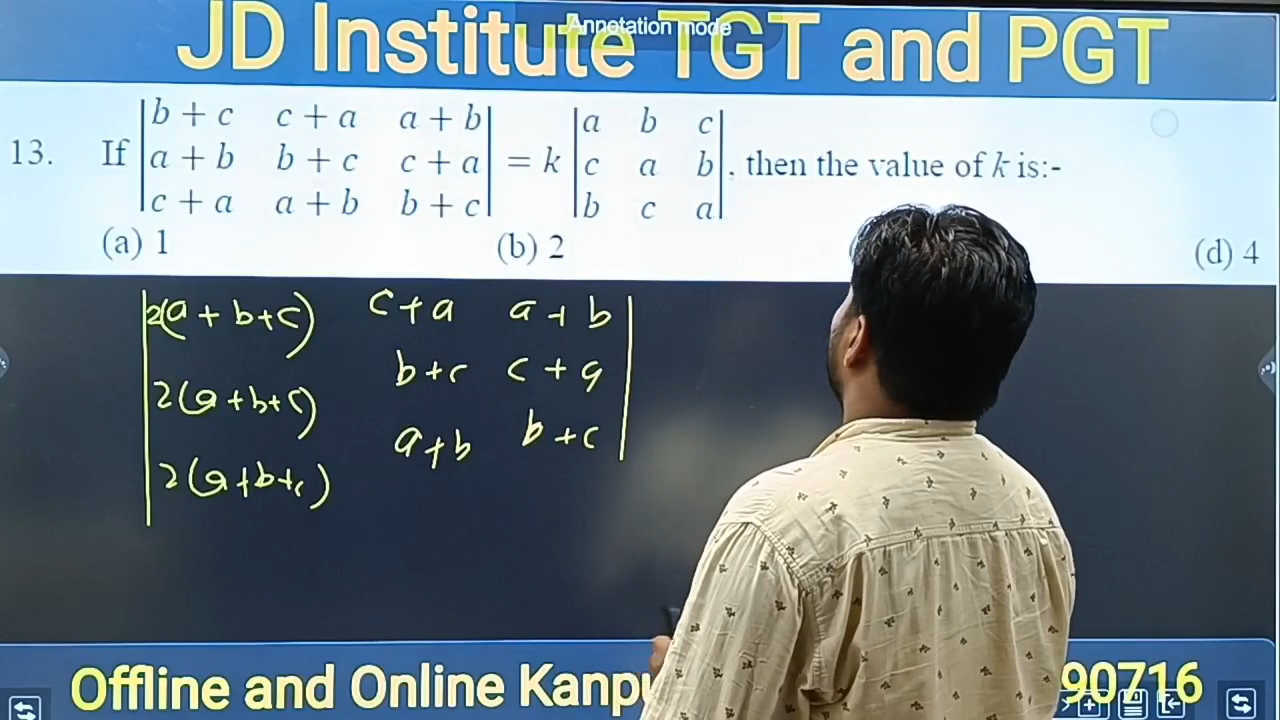 Annotation mode
JD Institute TGT and PGT
13. If |b + c c + a a + b| = k |a b c|, then the value of k is:-
|a + b b + c c + a| |c a b|
|c + a a + b b + c| |b c a|
(a) 1 (b) 2 (d) 4
|2(a + b + c) c + a a + b|
|2(a + b + c) b + c c + a|
|2(a + b + c) a + b b + c|
Offline and Online 90716